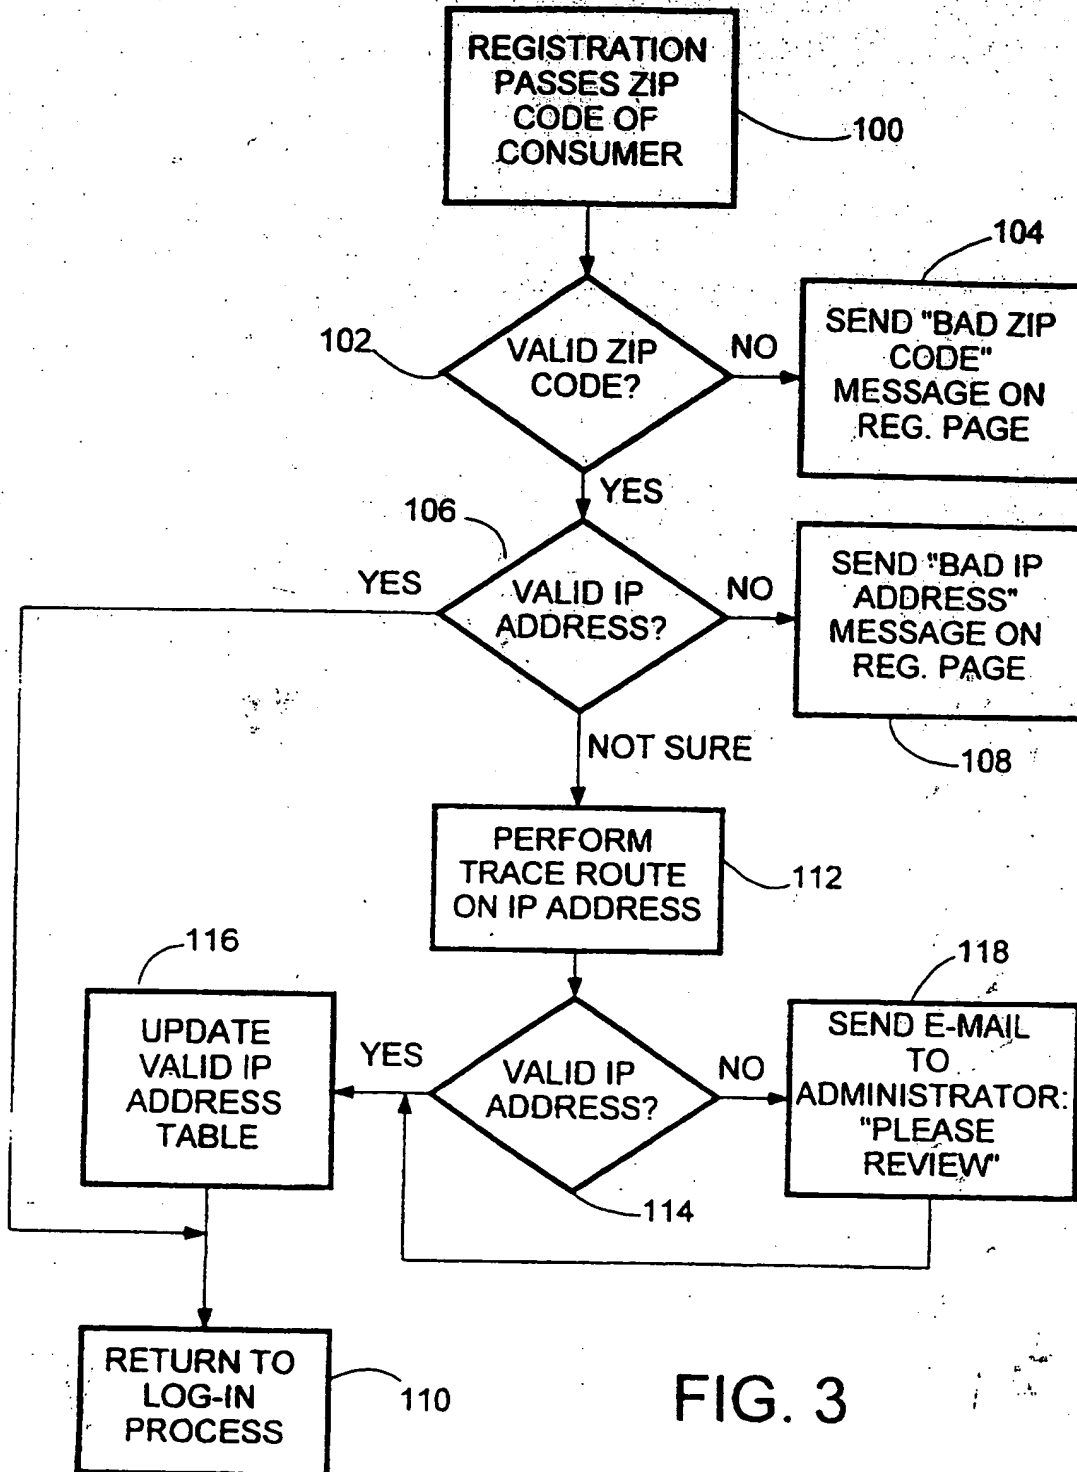 REGISTRATION
PASSES ZIP
CODE OF
CONSUMER
100
104
SEND "BAD ZIP
CODE"
MESSAGE ON
REG. PAGE
102
VALID ZIP
CODE?
NO
YES
106
YES
VALID IP
ADDRESS?
NO
SEND "BAD IP
ADDRESS"
MESSAGE ON
REG. PAGE
108
NOT SURE
PERFORM
TRACE ROUTE
ON IP ADDRESS
112
116
UPDATE
VALID IP
ADDRESS
TABLE
YES
VALID IP
ADDRESS?
NO
118
SEND E-MAIL
TO
ADMINISTRATOR:
"PLEASE
REVIEW"
114
RETURN TO
LOG-IN
PROCESS
110
FIG. 3